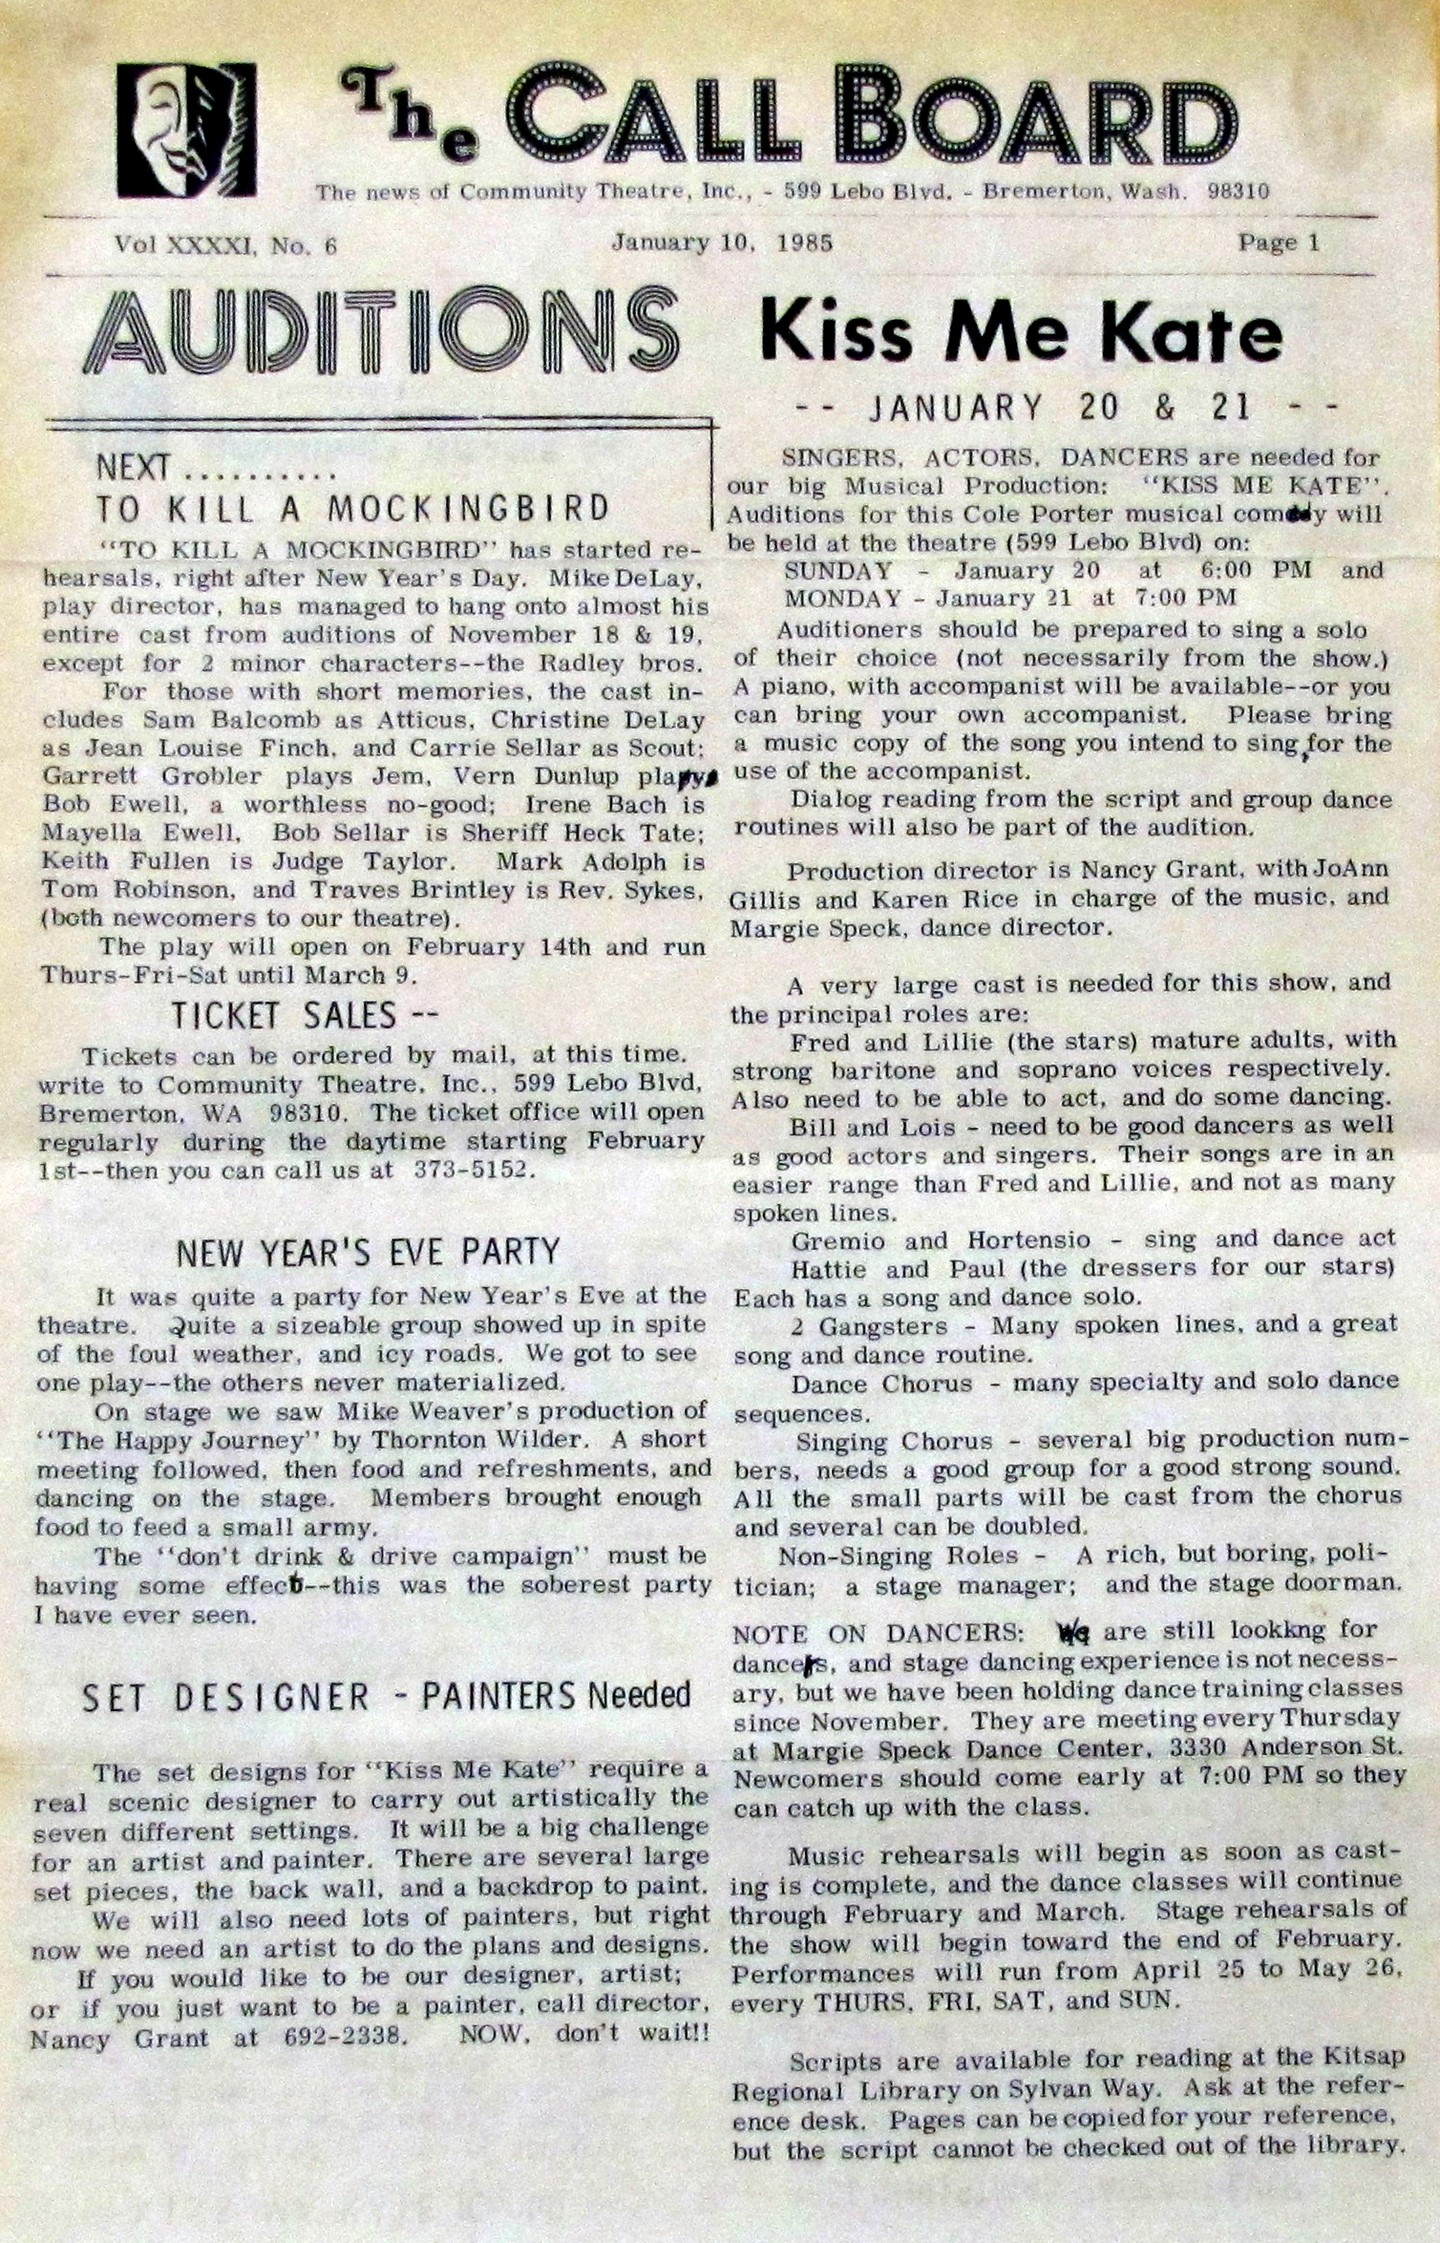 The CALL BOARD
The news of Community Theatre, Inc., - 599 Lebo Blvd. - Bremerton, Wash. 98310
Vol XXXXI, No. 6 January 10, 1985 Page 1
AUDITIONS
NEXT..........
TO KILL A MOCKINGBIRD
"TO KILL A MOCKINGBIRD" has started re-
hearsals, right after New Year's Day. Mike DeLay,
play director, has managed to hang onto almost his
entire cast from auditions of November 18 & 19,
except for 2 minor characters--the Radley bros.
For those with short memories, the cast in-
cludes Sam Balcomb as Atticus, Christine DeLay
as Jean Louise Finch, and Carrie Sellar as Scout;
Garrett Grobler plays Jem, Vern Dunlup plays
Bob Ewell, a worthless no-good; Irene Bach is
Mayella Ewell, Bob Sellar is Sheriff Heck Tate;
Keith Fullen is Judge Taylor. Mark Adolph is
Tom Robinson, and Traves Brintley is Rev. Sykes,
(both newcomers to our theatre).
The play will open on February 14th and run
Thurs-Fri-Sat until March 9.
TICKET SALES --
Tickets can be ordered by mail, at this time.
write to Community Theatre, Inc., 599 Lebo Blvd,
Bremerton, WA 98310. The ticket office will open
regularly during the daytime starting February
1st--then you can call us at 373-5152.
NEW YEAR'S EVE PARTY
It was quite a party for New Year's Eve at the
theatre. Quite a sizeable group showed up in spite
of the foul weather, and icy roads. We got to see
one play--the others never materialized.
On stage we saw Mike Weaver's production of
"The Happy Journey" by Thornton Wilder. A short
meeting followed, then food and refreshments, and
dancing on the stage. Members brought enough
food to feed a small army.
The "don't drink & drive campaign" must be
having some effect--this was the soberest party
I have ever seen.
SET DESIGNER - PAINTERS Needed
The set designs for "Kiss Me Kate" require a
real scenic designer to carry out artistically the
seven different settings. It will be a big challenge
for an artist and painter. There are several large
set pieces, the back wall, and a backdrop to paint.
We will also need lots of painters, but right
now we need an artist to do the plans and designs.
If you would like to be our designer, artist;
or if you just want to be a painter, call director,
Nancy Grant at 692-2338. NOW, don't wait!!
Kiss Me Kate
-- JANUARY 20 & 21 --
SINGERS, ACTORS, DANCERS are needed for
our big Musical Production: "KISS ME KATE".
Auditions for this Cole Porter musical comedy will
be held at the theatre (599 Lebo Blvd) on:
SUNDAY - January 20 at 6:00 PM and
MONDAY - January 21 at 7:00 PM
Auditioners should be prepared to sing a solo
of their choice (not necessarily from the show.)
A piano, with accompanist will be available--or you
can bring your own accompanist. Please bring
a music copy of the song you intend to sing, for the
use of the accompanist.
Dialog reading from the script and group dance
routines will also be part of the audition.
Production director is Nancy Grant, with JoAnn
Gillis and Karen Rice in charge of the music, and
Margie Speck, dance director.
A very large cast is needed for this show, and
the principal roles are:
Fred and Lillie (the stars) mature adults, with
strong baritone and soprano voices respectively.
Also need to be able to act, and do some dancing.
Bill and Lois - need to be good dancers as well
as good actors and singers. Their songs are in an
easier range than Fred and Lillie, and not as many
spoken lines.
Gremio and Hortensio - sing and dance act
Hattie and Paul (the dressers for our stars)
Each has a song and dance solo.
2 Gangsters - Many spoken lines, and a great
song and dance routine.
Dance Chorus - many specialty and solo dance
sequences.
Singing Chorus - several big production num-
bers, needs a good group for a good strong sound.
All the small parts will be cast from the chorus
and several can be doubled.
Non-Singing Roles - A rich, but boring, poli-
tician; a stage manager; and the stage doorman.
NOTE ON DANCERS: We are still lookkng for
dancers, and stage dancing experience is not necess-
ary, but we have been holding dance training classes
since November. They are meeting every Thursday
at Margie Speck Dance Center, 3330 Anderson St.
Newcomers should come early at 7:00 PM so they
can catch up with the class.
Music rehearsals will begin as soon as cast-
ing is complete, and the dance classes will continue
through February and March. Stage rehearsals of
the show will begin toward the end of February.
Performances will run from April 25 to May 26,
every THURS, FRI, SAT, and SUN.
Scripts are available for reading at the Kitsap
Regional Library on Sylvan Way. Ask at the refer-
ence desk. Pages can be copied for your reference,
but the script cannot be checked out of the library.